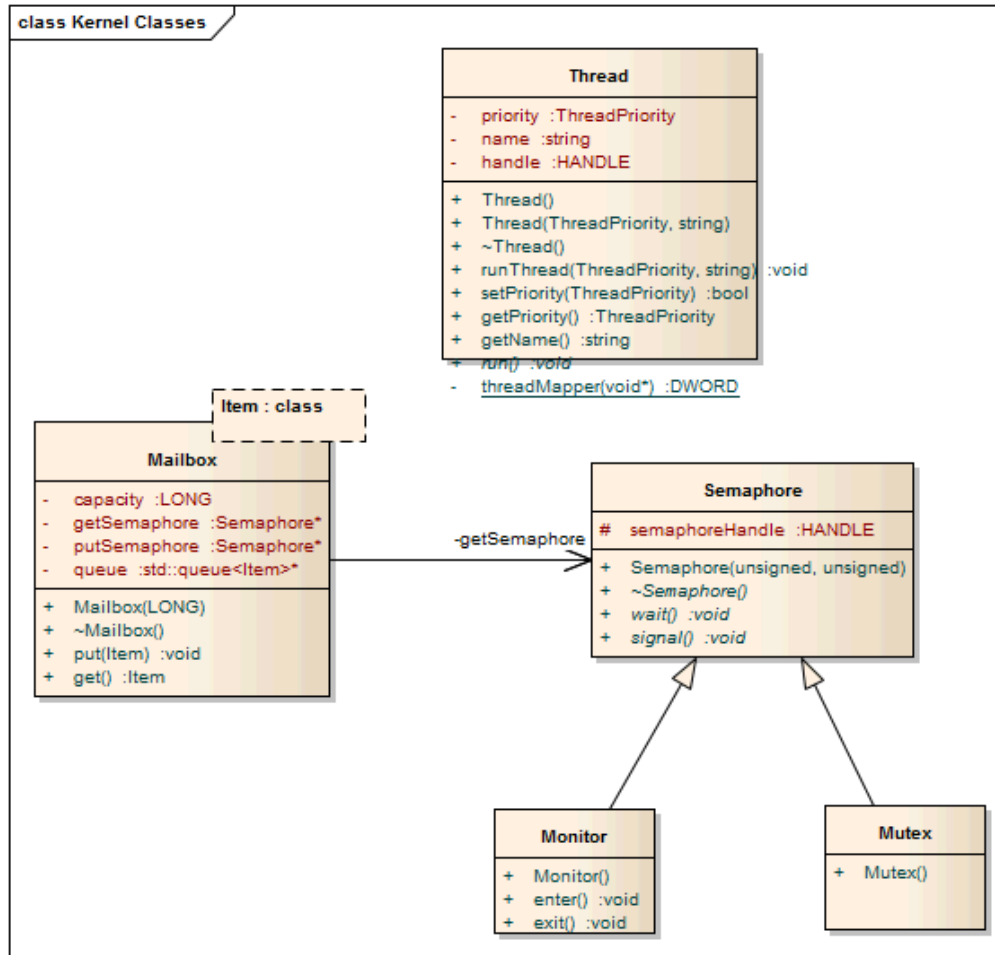 class Kernel Classes
Thread
- priority :ThreadPriority
- name :string
- handle :HANDLE
+ Thread()
+ Thread(ThreadPriority, string)
+ ~Thread()
+ runThread(ThreadPriority, string) :void
+ setPriority(ThreadPriority) :bool
+ getPriority() :ThreadPriority
+ getName() :string
+ run() :void
- threadMapper(void*) :DWORD
Item : class
Mailbox
- capacity :LONG
- getSemaphore :Semaphore*
- putSemaphore :Semaphore*
- queue :std::queue<Item>*
+ Mailbox(LONG)
+ ~Mailbox()
+ put(Item) :void
+ get() :Item
-getSemaphore
Semaphore
# semaphoreHandle :HANDLE
+ Semaphore(unsigned, unsigned)
+ ~Semaphore()
+ wait() :void
+ signal() :void
Monitor
+ Monitor()
+ enter() :void
+ exit() :void
Mutex
+ Mutex()